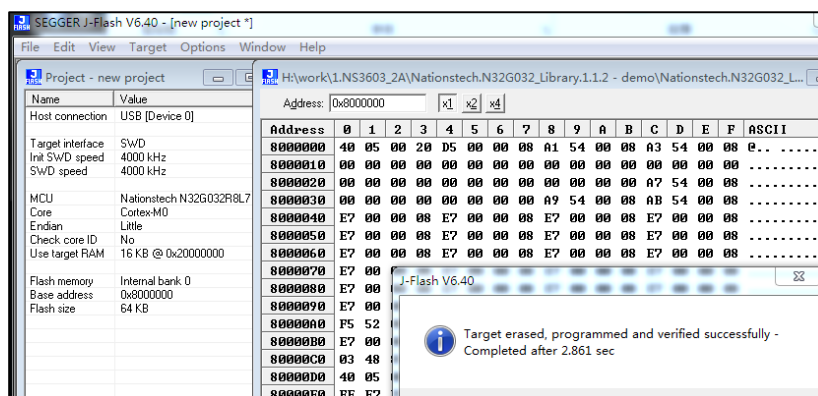 SEGGER J-Flash V6.40 - [new project *]
File Edit View Target Options Window Help
Project - new project
Name Value
Host connection USB [Device 0]
Target interface SWD
Init SWD speed 4000 kHz
SWD speed 4000 kHz
MCU Nationstech N32G032R8L7
Core Cortex-M0
Endian Little
Check core ID No
Use target RAM 16 KB @ 0x20000000
Flash memory Internal bank 0
Base address 0x8000000
Flash size 64 KB
H:\work\1.NS3603_2A\Nationstech.N32G032_Library.1.1.2 - demo\Nationstech.N32G032_L...
Address: 0x8000000 x1 x2 x4
Address 0 1 2 3 4 5 6 7 8 9 A B C D E F ASCII
8000000 40 05 00 20 D5 00 00 08 A1 54 00 08 A3 54 00 08 @.. .....
8000010 00 00 00 00 00 00 00 00 00 00 00 00 00 00 00 00 .........
8000020 00 00 00 00 00 00 00 00 00 00 00 00 A7 54 00 08 .........
8000030 00 00 00 00 00 00 00 00 A9 54 00 08 AB 54 00 08 .........
8000040 E7 00 00 08 E7 00 00 08 E7 00 00 08 E7 00 00 08 .........
8000050 E7 00 00 08 E7 00 00 08 E7 00 00 08 E7 00 00 08 .........
8000060 E7 00 00 08 E7 00 00 08 E7 00 00 08 E7 00 00 08 .........
8000070 E7 00
8000080 E7 00
8000090 E7 00
80000A0 F5 52
80000B0 E7 00
80000C0 03 48
80000D0 40 05
80000E0 FE E7
J-Flash V6.40
Target erased, programmed and verified successfully -
Completed after 2.861 sec